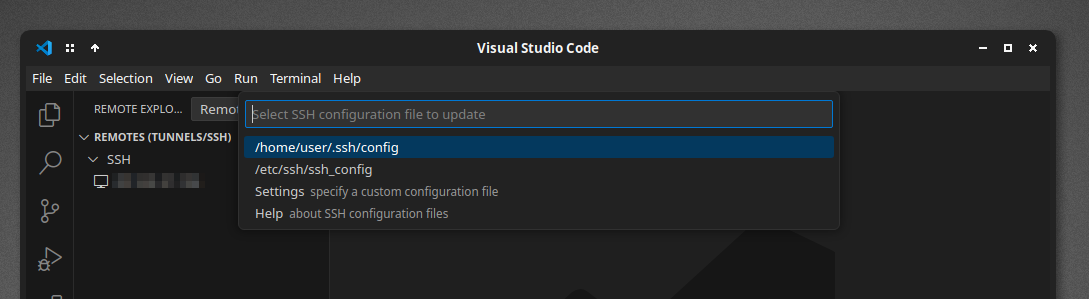 Visual Studio Code
File Edit Selection View Go Run Terminal Help
REMOTE EXPLO... Remot
Select SSH configuration file to update
REMOTES (TUNNELS/SSH)
SSH
/home/user/.ssh/config
/etc/ssh/ssh_config
Settings specify a custom configuration file
Help about SSH configuration files